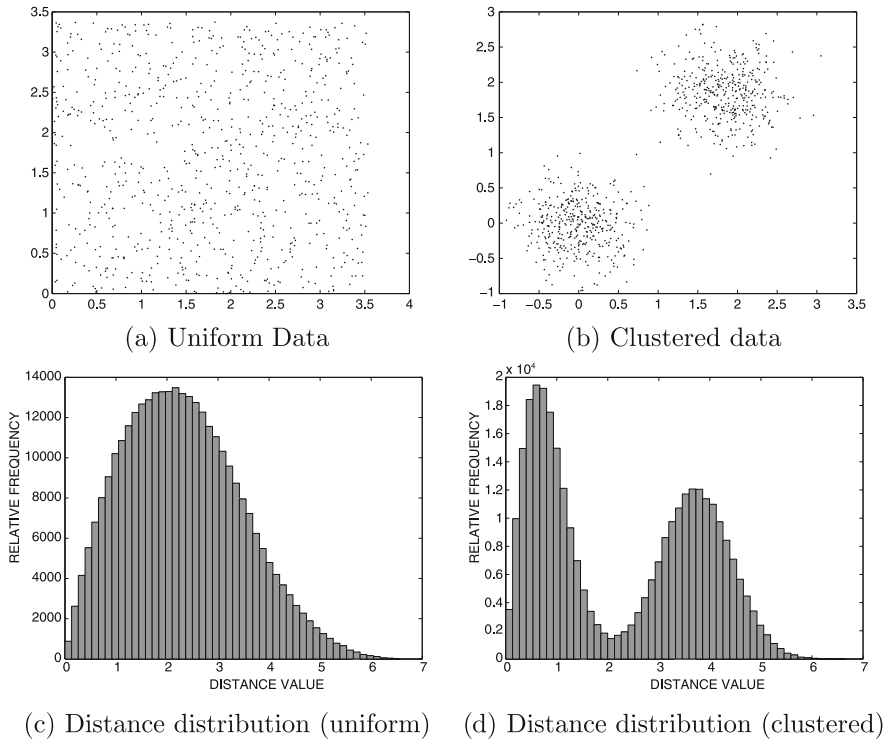 3.5
3
2.5
2
1.5
1
0.5
0
0 0.5 1 1.5 2 2.5 3 3.5 4
(a) Uniform Data
3
2.5
2
1.5
1
0.5
0
−0.5
−1
−1 −0.5 0 0.5 1 1.5 2 2.5 3 3.5
(b) Clustered data
14000
12000
10000
8000
6000
4000
2000
0
RELATIVE FREQUENCY
0 1 2 3 4 5 6 7
DISTANCE VALUE
(c) Distance distribution (uniform)
x 10^4
2
1.8
1.6
1.4
1.2
1
0.8
0.6
0.4
0.2
0
RELATIVE FREQUENCY
0 1 2 3 4 5 6 7
DISTANCE VALUE
(d) Distance distribution (clustered)